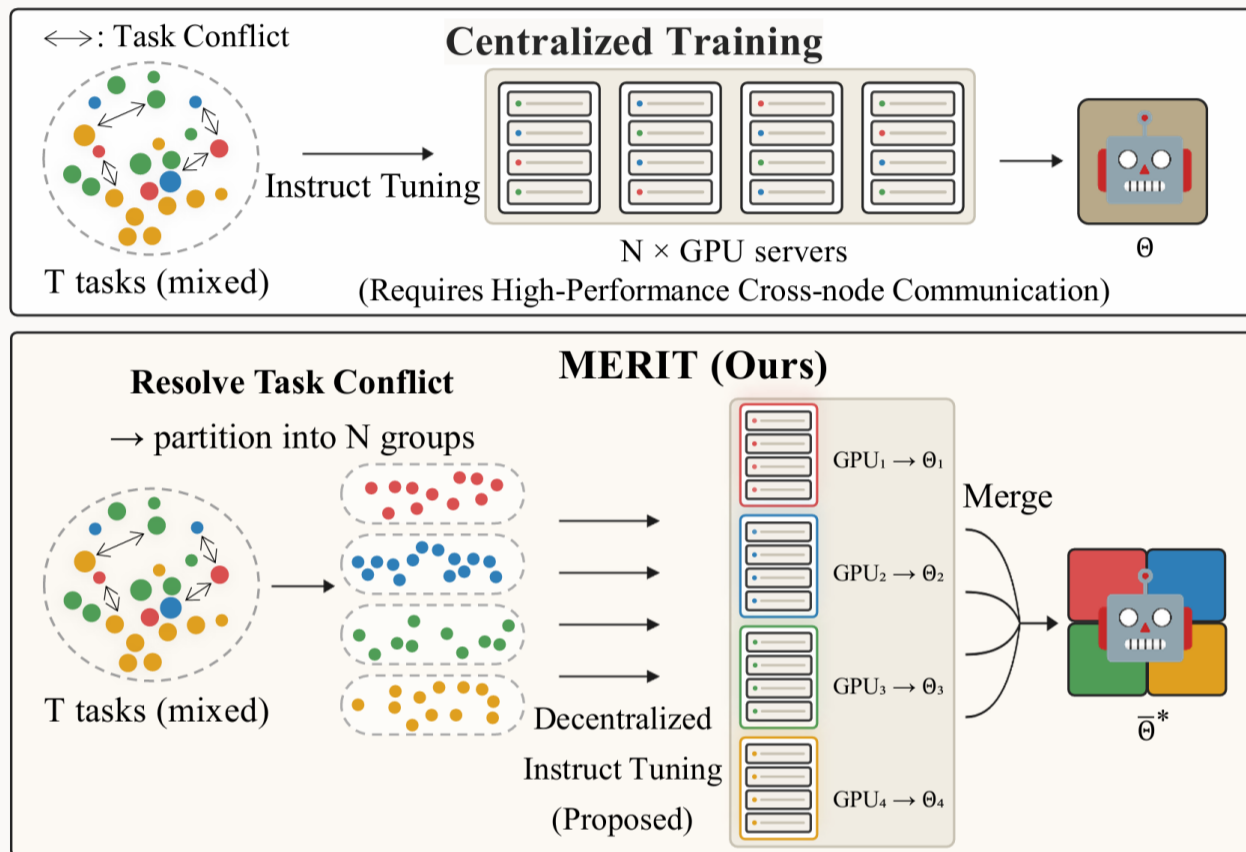 ⟷: Task Conflict
Centralized Training
Instruct Tuning
T tasks (mixed)
N × GPU servers
(Requires High-Performance Cross-node Communication)
Θ
MERIT (Ours)
Resolve Task Conflict
→ partition into N groups
T tasks (mixed)
Decentralized
Instruct Tuning
(Proposed)
GPU₁ → Θ₁
GPU₂ → Θ₂
GPU₃ → Θ₃
GPU₄ → Θ₄
Merge
Θ̅*